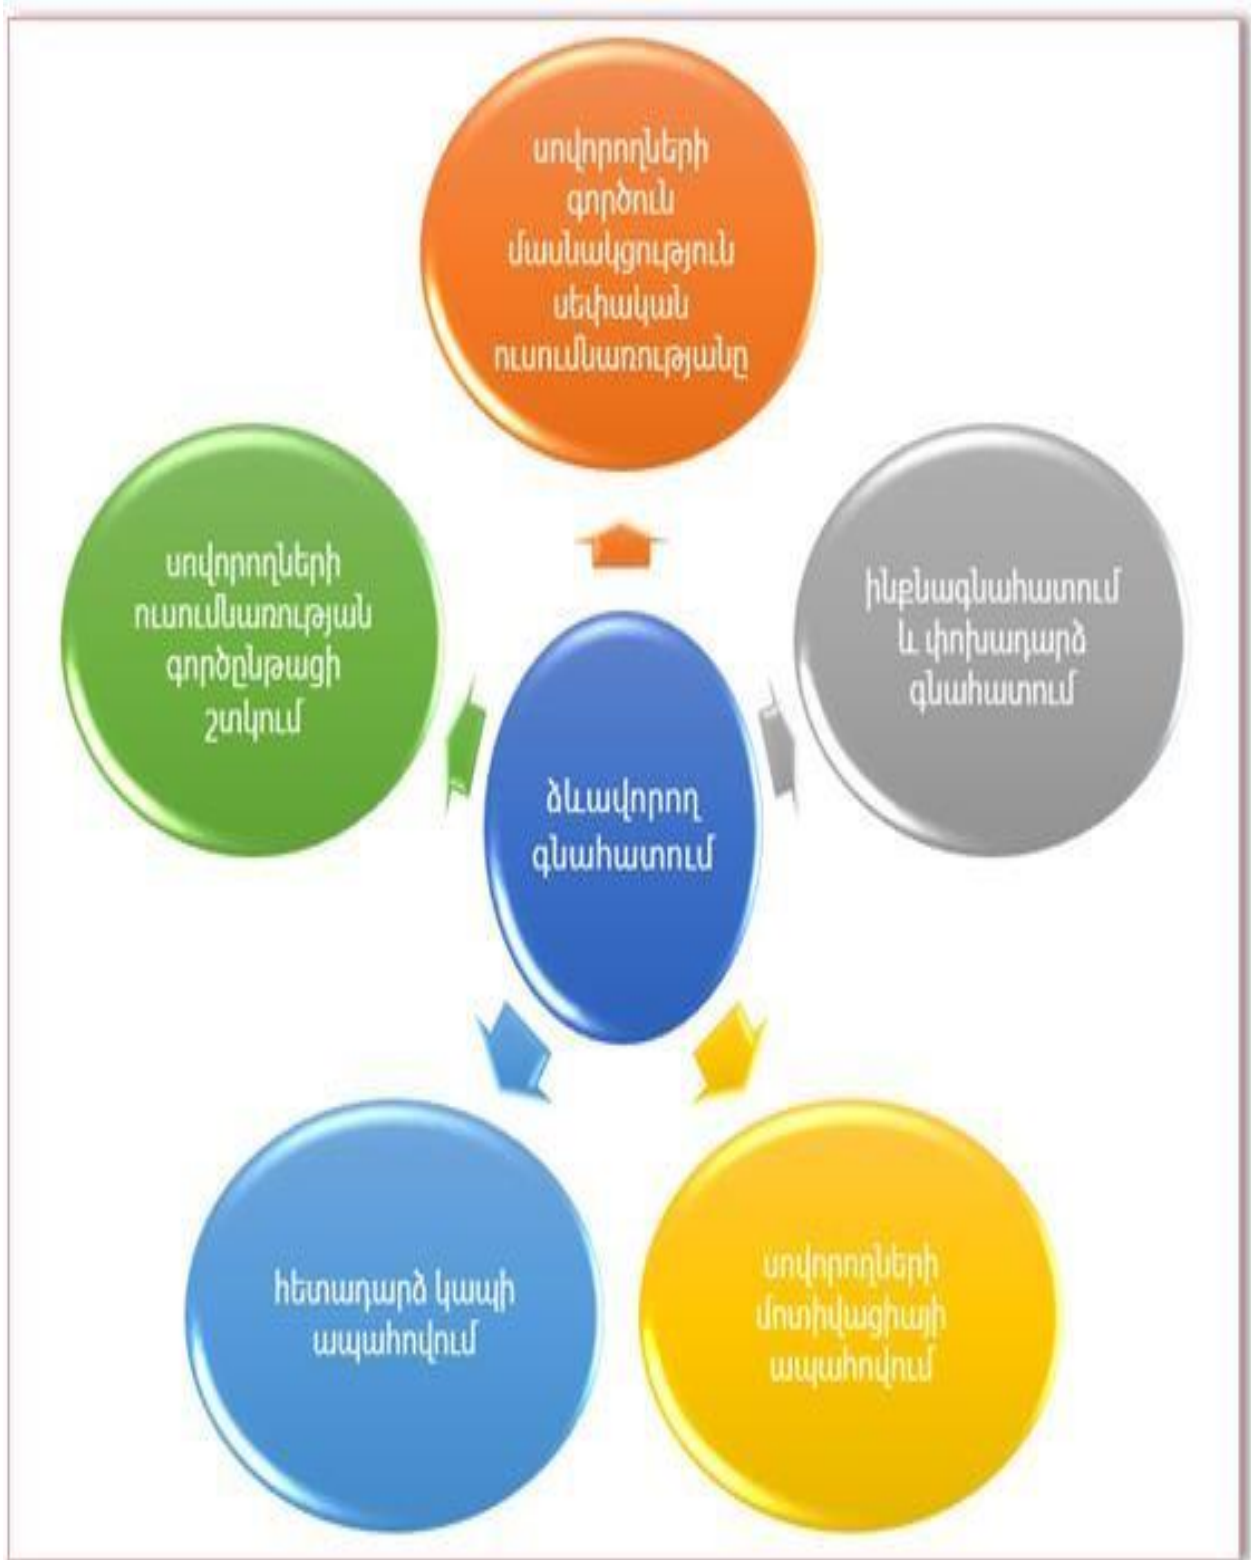 սովորողների
գործուն
մասնակցություն
սեփական
ուսումնառությանը
սովորողների
ուսումնառության
գործընթացի
շտկում
ինքնագնահատում
և փոխադարձ
գնահատում
ձևավորող
գնահատում
հետադարձ կապի
ապահովում
սովորողների
մոտիվացիայի
ապահովում